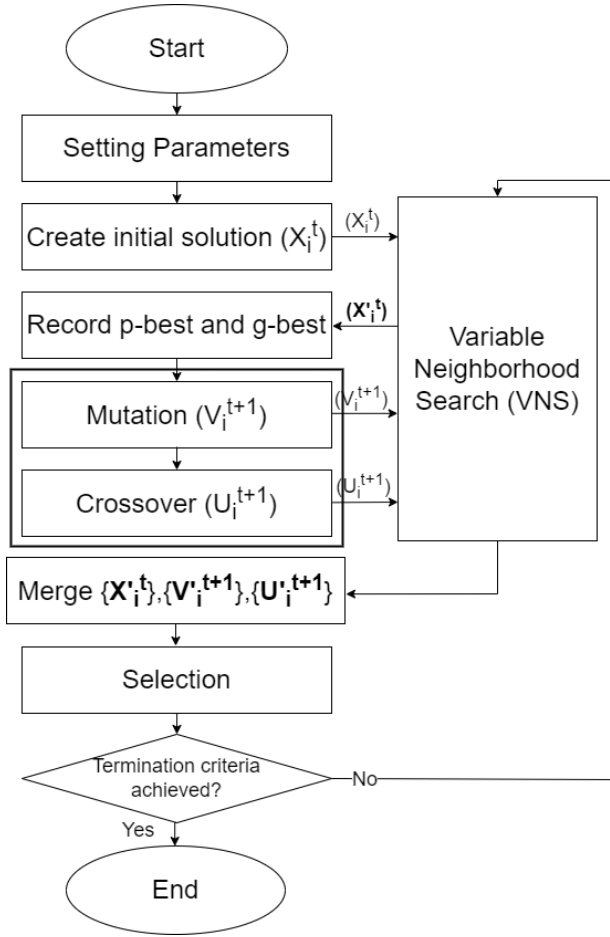 Start
Setting Parameters
Create initial solution (Xᵢᵗ)
(Xᵢᵗ)
Record p-best and g-best
(X'ᵢᵗ)
Variable
Neighborhood
Search (VNS)
Mutation (Vᵢᵗ⁺¹)
(Vᵢᵗ⁺¹)
Crossover (Uᵢᵗ⁺¹)
(Uᵢᵗ⁺¹)
Merge {X'ᵢᵗ},{V'ᵢᵗ⁺¹},{U'ᵢᵗ⁺¹}
Selection
Termination criteria
achieved?
No
Yes
End